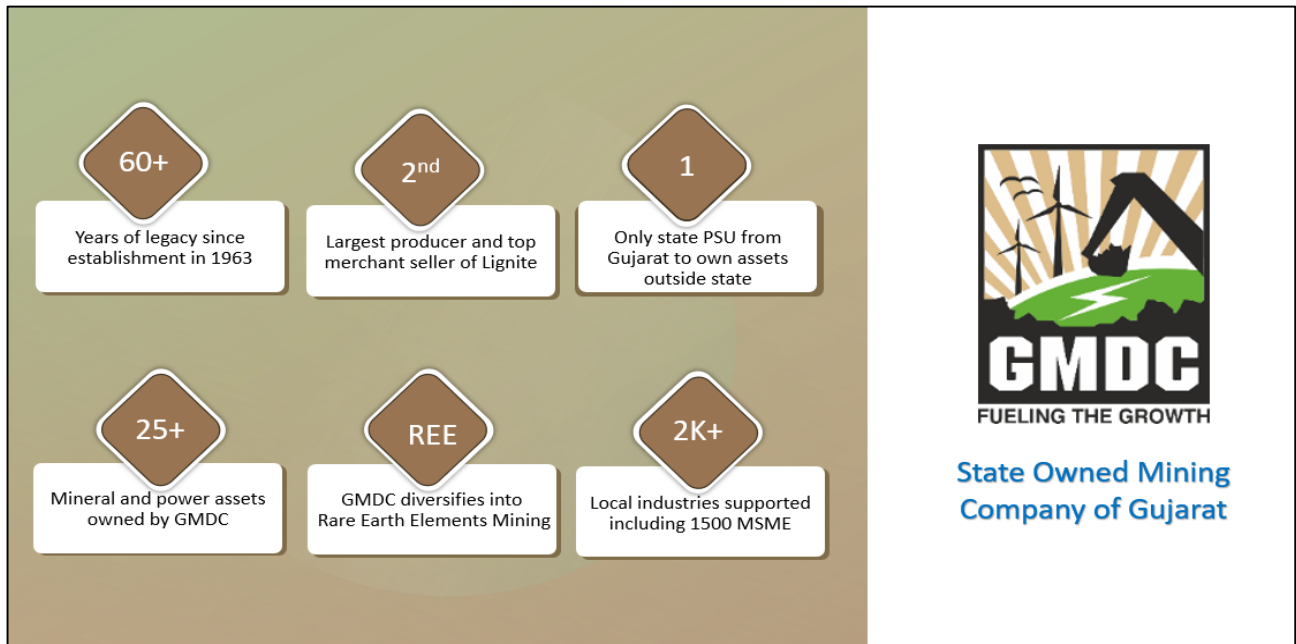 60+
Years of legacy since
establishment in 1963
2nd
Largest producer and top
merchant seller of Lignite
1
Only state PSU from
Gujarat to own assets
outside state
25+
Mineral and power assets
owned by GMDC
REE
GMDC diversifies into
Rare Earth Elements Mining
2K+
Local industries supported
including 1500 MSME
GMDC
FUELING THE GROWTH
State Owned Mining
Company of Gujarat